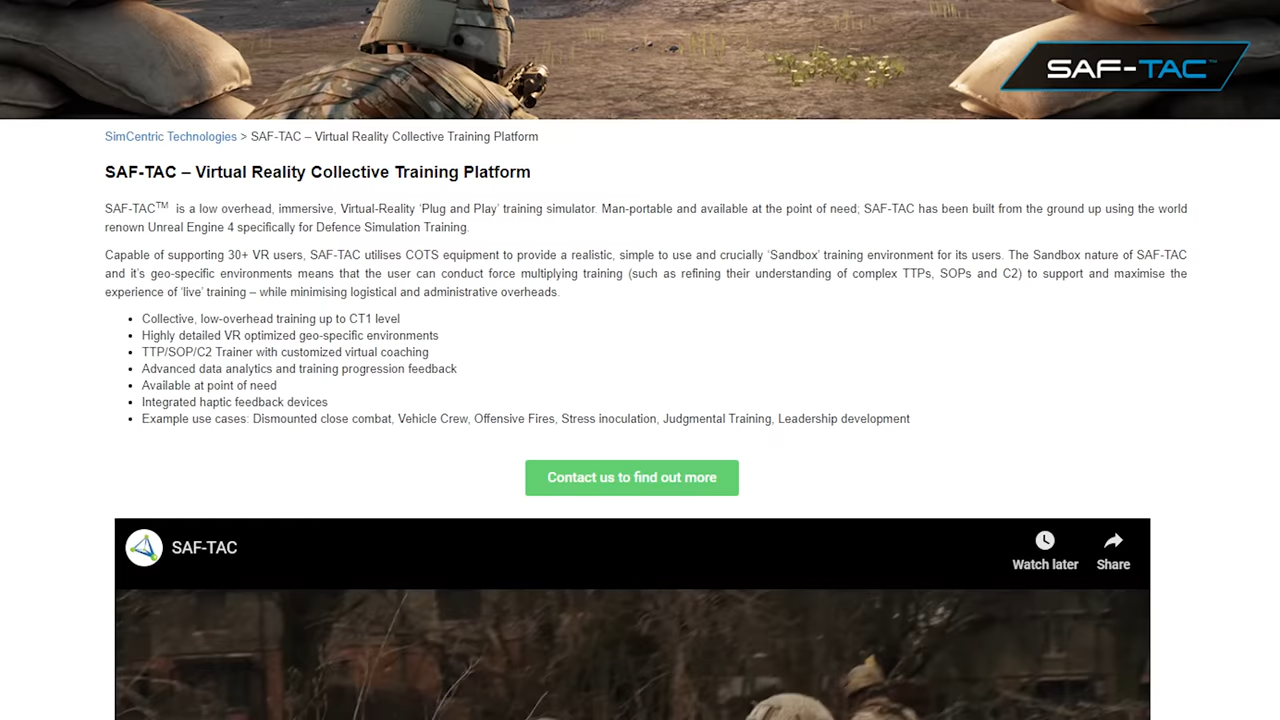 SAF-TAC™
SimCentric Technologies > SAF-TAC – Virtual Reality Collective Training Platform
SAF-TAC – Virtual Reality Collective Training Platform
SAF-TAC™ is a low overhead, immersive, Virtual-Reality ‘Plug and Play’ training simulator. Man-portable and available at the point of need; SAF-TAC has been built from the ground up using the world
renown Unreal Engine 4 specifically for Defence Simulation Training.
Capable of supporting 30+ VR users, SAF-TAC utilises COTS equipment to provide a realistic, simple to use and crucially ‘Sandbox’ training environment for its users. The Sandbox nature of SAF-TAC
and it’s geo-specific environments means that the user can conduct force multiplying training (such as refining their understanding of complex TTPs, SOPs and C2) to support and maximise the
experience of ‘live’ training – while minimising logistical and administrative overheads.
• Collective, low-overhead training up to CT1 level
• Highly detailed VR optimized geo-specific environments
• TTP/SOP/C2 Trainer with customized virtual coaching
• Advanced data analytics and training progression feedback
• Available at point of need
• Integrated haptic feedback devices
• Example use cases: Dismounted close combat, Vehicle Crew, Offensive Fires, Stress inoculation, Judgmental Training, Leadership development
Contact us to find out more
SAF-TAC
Watch later
Share